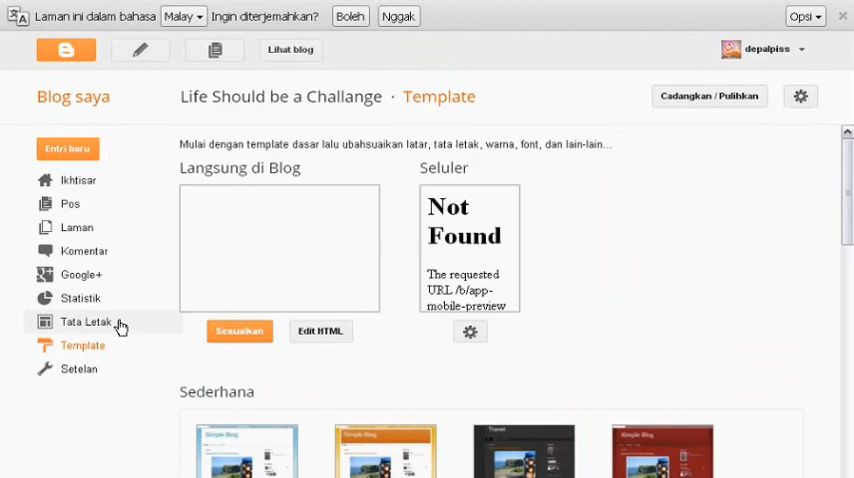 Laman ini dalam bahasa Malay Ingin diterjemahkan? Boleh Nggak Opsi
Lihat blog depalpiss
Blog saya Life Should be a Challange · Template Cadangkan / Pulihkan
Entri baru
Mulai dengan template dasar lalu ubahsuaikan latar, tata letak, warna, font, dan lain-lain...
Langsung di Blog Seluler
Ikhtisar
Pos
Laman
Komentar
Google+
Statistik
Tata Letak
Template
Setelan
Not
Found
The requested
URL /b/app-
mobile-preview
Sesuaikan Edit HTML
Sederhana
Simple Blog Simple Blog Travel Simple Blog